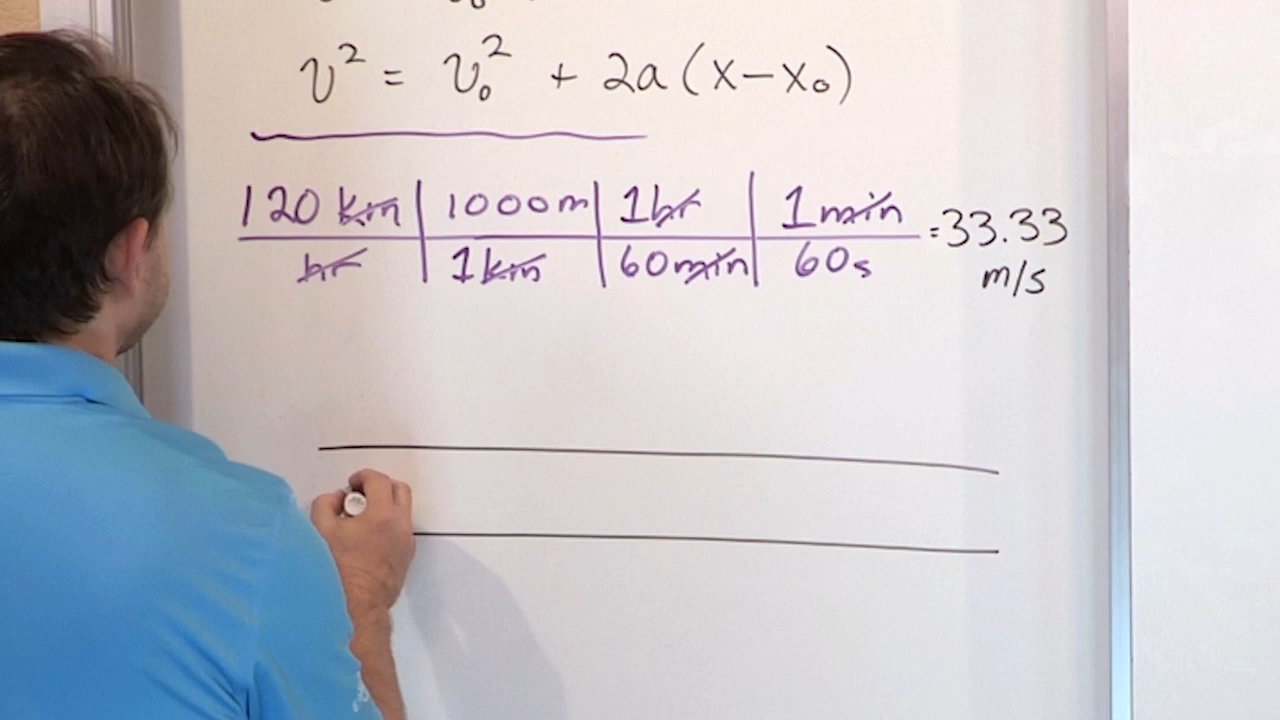 v² = v₀² + 2a(x-x₀)
120 km | 1000m | 1hr | 1min = 33.33
hr | 1km | 60min | 60s m/s